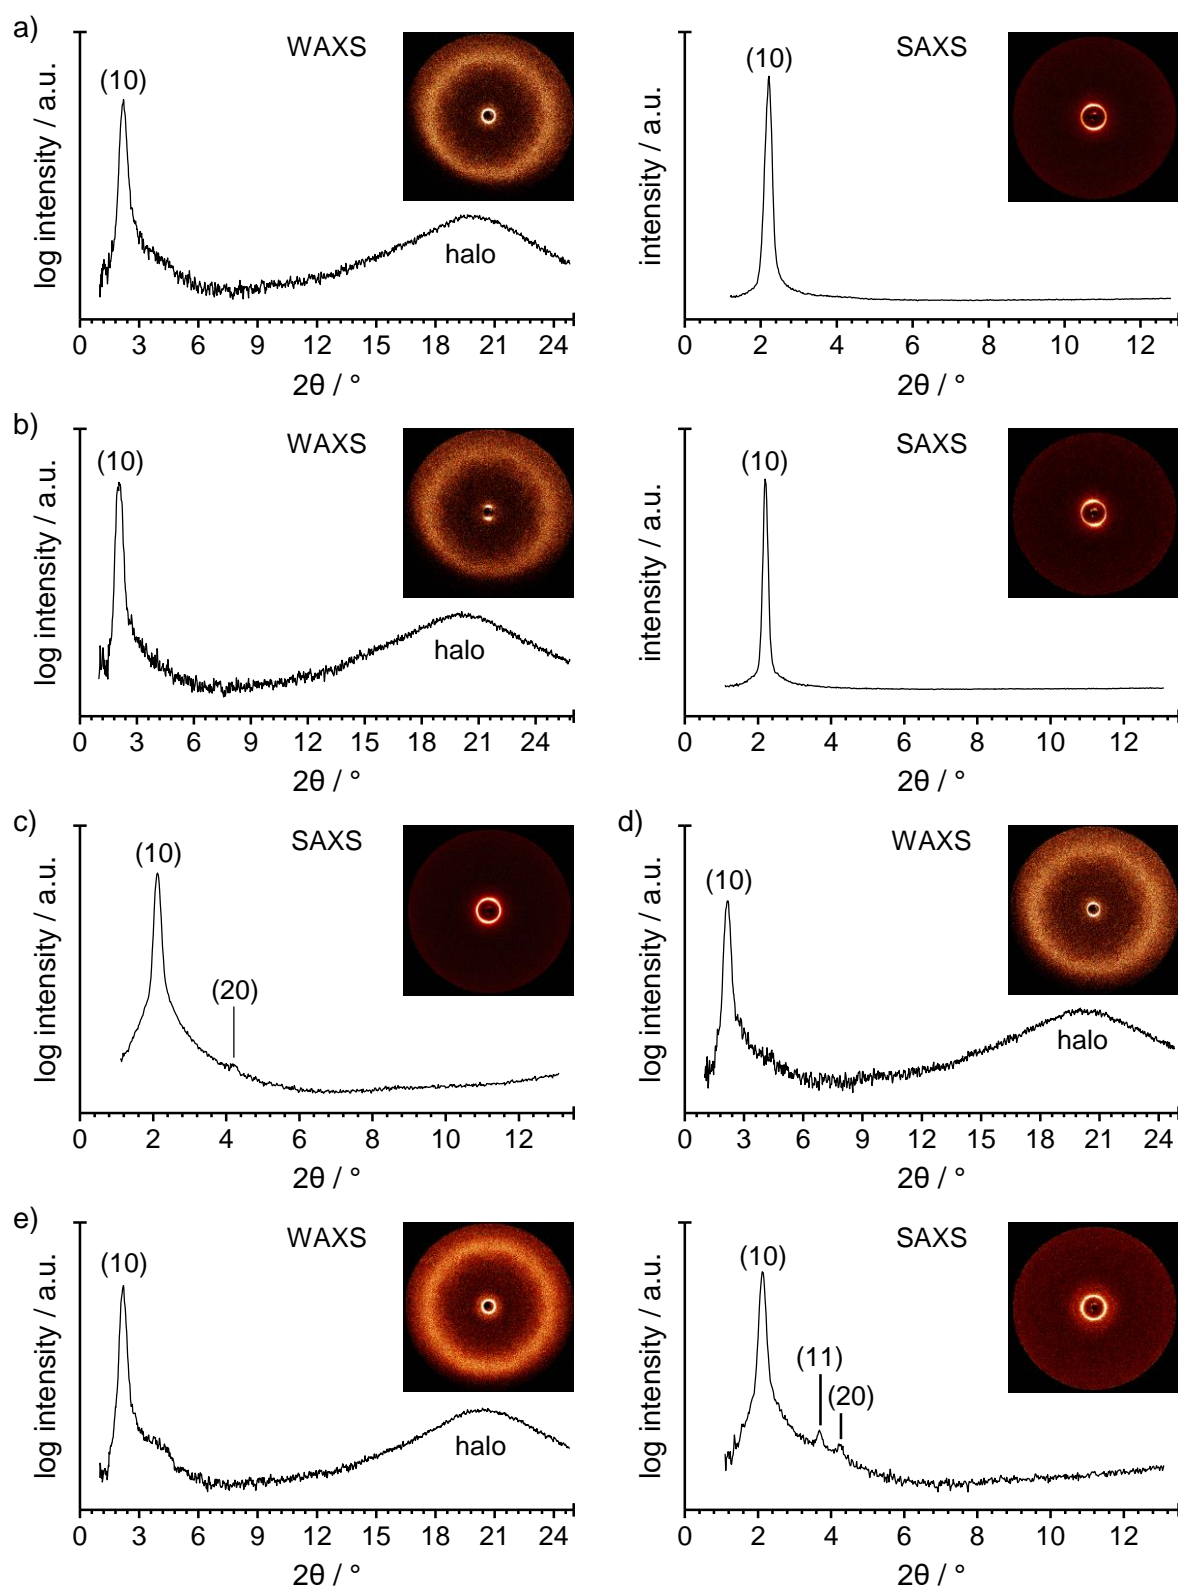 a)
WAXS
(10)
halo
log intensity / a.u.
0 3 6 9 12 15 18 21 24
2θ / °
SAXS
(10)
intensity / a.u.
0 2 4 6 8 10 12
2θ / °
b)
WAXS
(10)
halo
log intensity / a.u.
0 3 6 9 12 15 18 21 24
2θ / °
SAXS
(10)
intensity / a.u.
0 2 4 6 8 10 12
2θ / °
c)
SAXS
(10)
(20)
log intensity / a.u.
0 2 4 6 8 10 12
2θ / °
d)
WAXS
(10)
halo
log intensity / a.u.
0 3 6 9 12 15 18 21 24
2θ / °
e)
WAXS
(10)
halo
log intensity / a.u.
0 3 6 9 12 15 18 21 24
2θ / °
SAXS
(10)
(11)
(20)
log intensity / a.u.
0 2 4 6 8 10 12
2θ / °